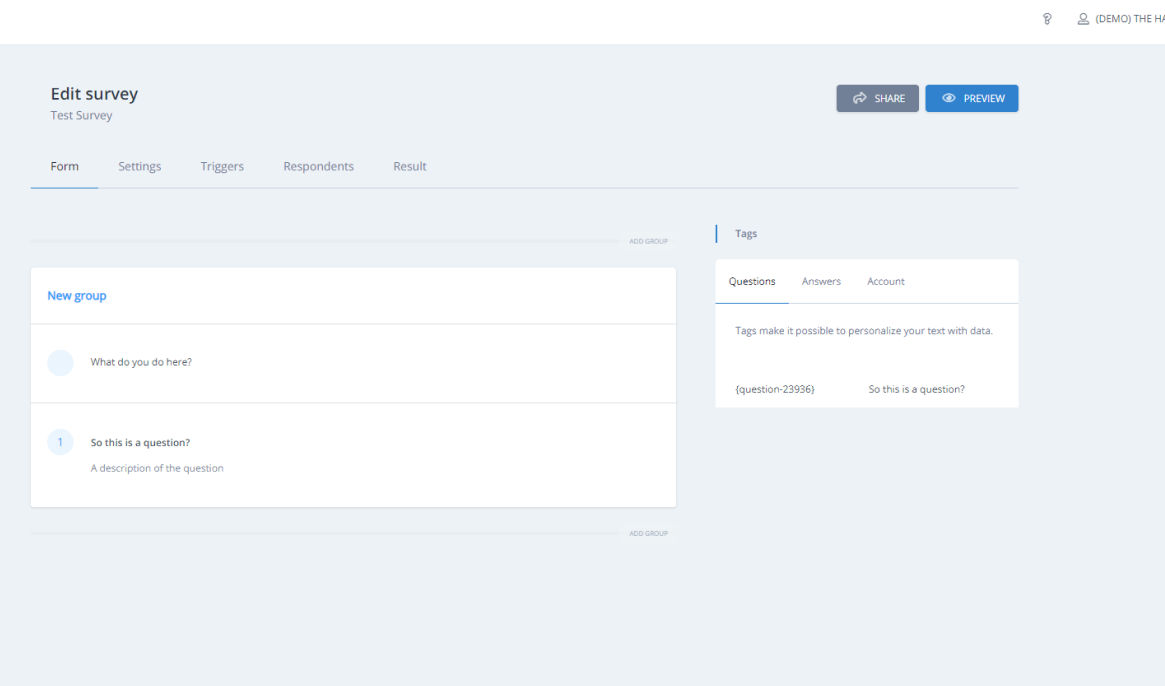 (DEMO) THE HA
Edit survey
Test Survey
SHARE
PREVIEW
Form Settings Triggers Respondents Result
ADD GROUP
New group
What do you do here?
1 So this is a question?
A description of the question
ADD GROUP
Tags
Questions Answers Account
Tags make it possible to personalize your text with data.
{question-23936} So this is a question?